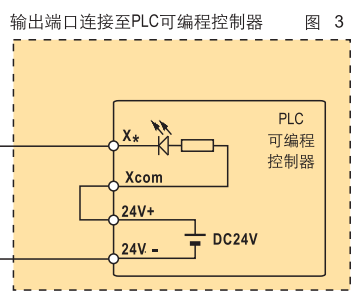 输出端口连接至PLC可编程控制器 图 3
PLC
可编程
控制器
X*
Xcom
24V+
DC24V
24V -